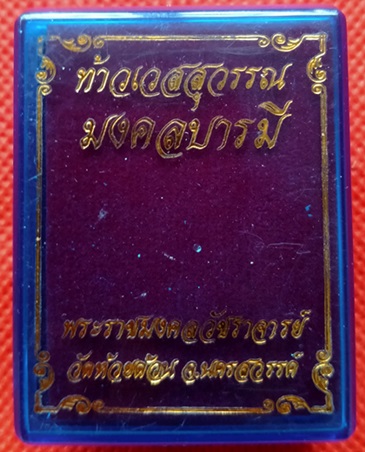 ท้าวเวสสุวรรณ
มงคลบารมี
พระราชมงคลวัชราจารย์
วัดห้วยด้วน จ.นครสวรรค์